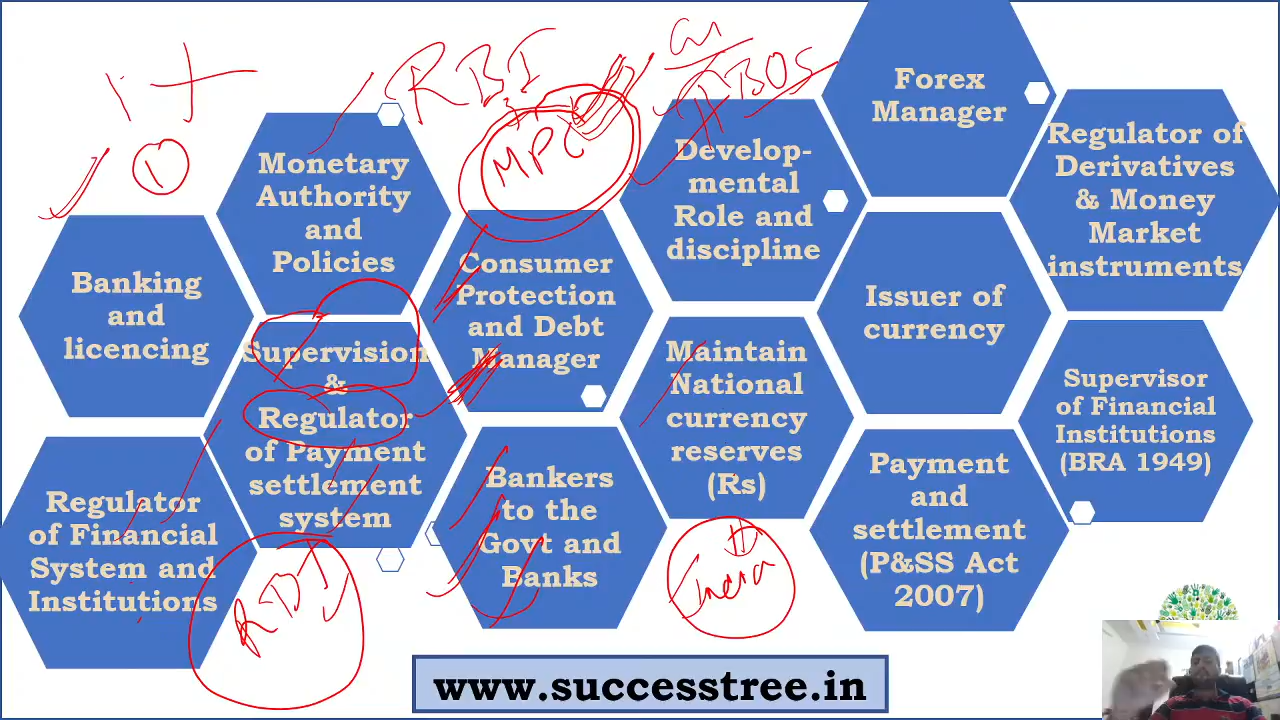 RBI
MPC
Forex
Manager
Monetary
Authority
and
Policies
Develop-
mental
Role and
discipline
Regulator of
Derivatives
& Money
Market
instruments
Banking
and
licencing
Consumer
Protection
and Debt
Manager
Issuer of
currency
Supervision
&
Regulator
of Payment
settlement
system
Maintain
National
currency
reserves
(Rs)
Supervisor
of Financial
Institutions
(BRA 1949)
Regulator
of Financial
System and
Institutions
Bankers
to the
Govt and
Banks
Payment
and
settlement
(P&SS Act
2007)
India
www.successtree.in